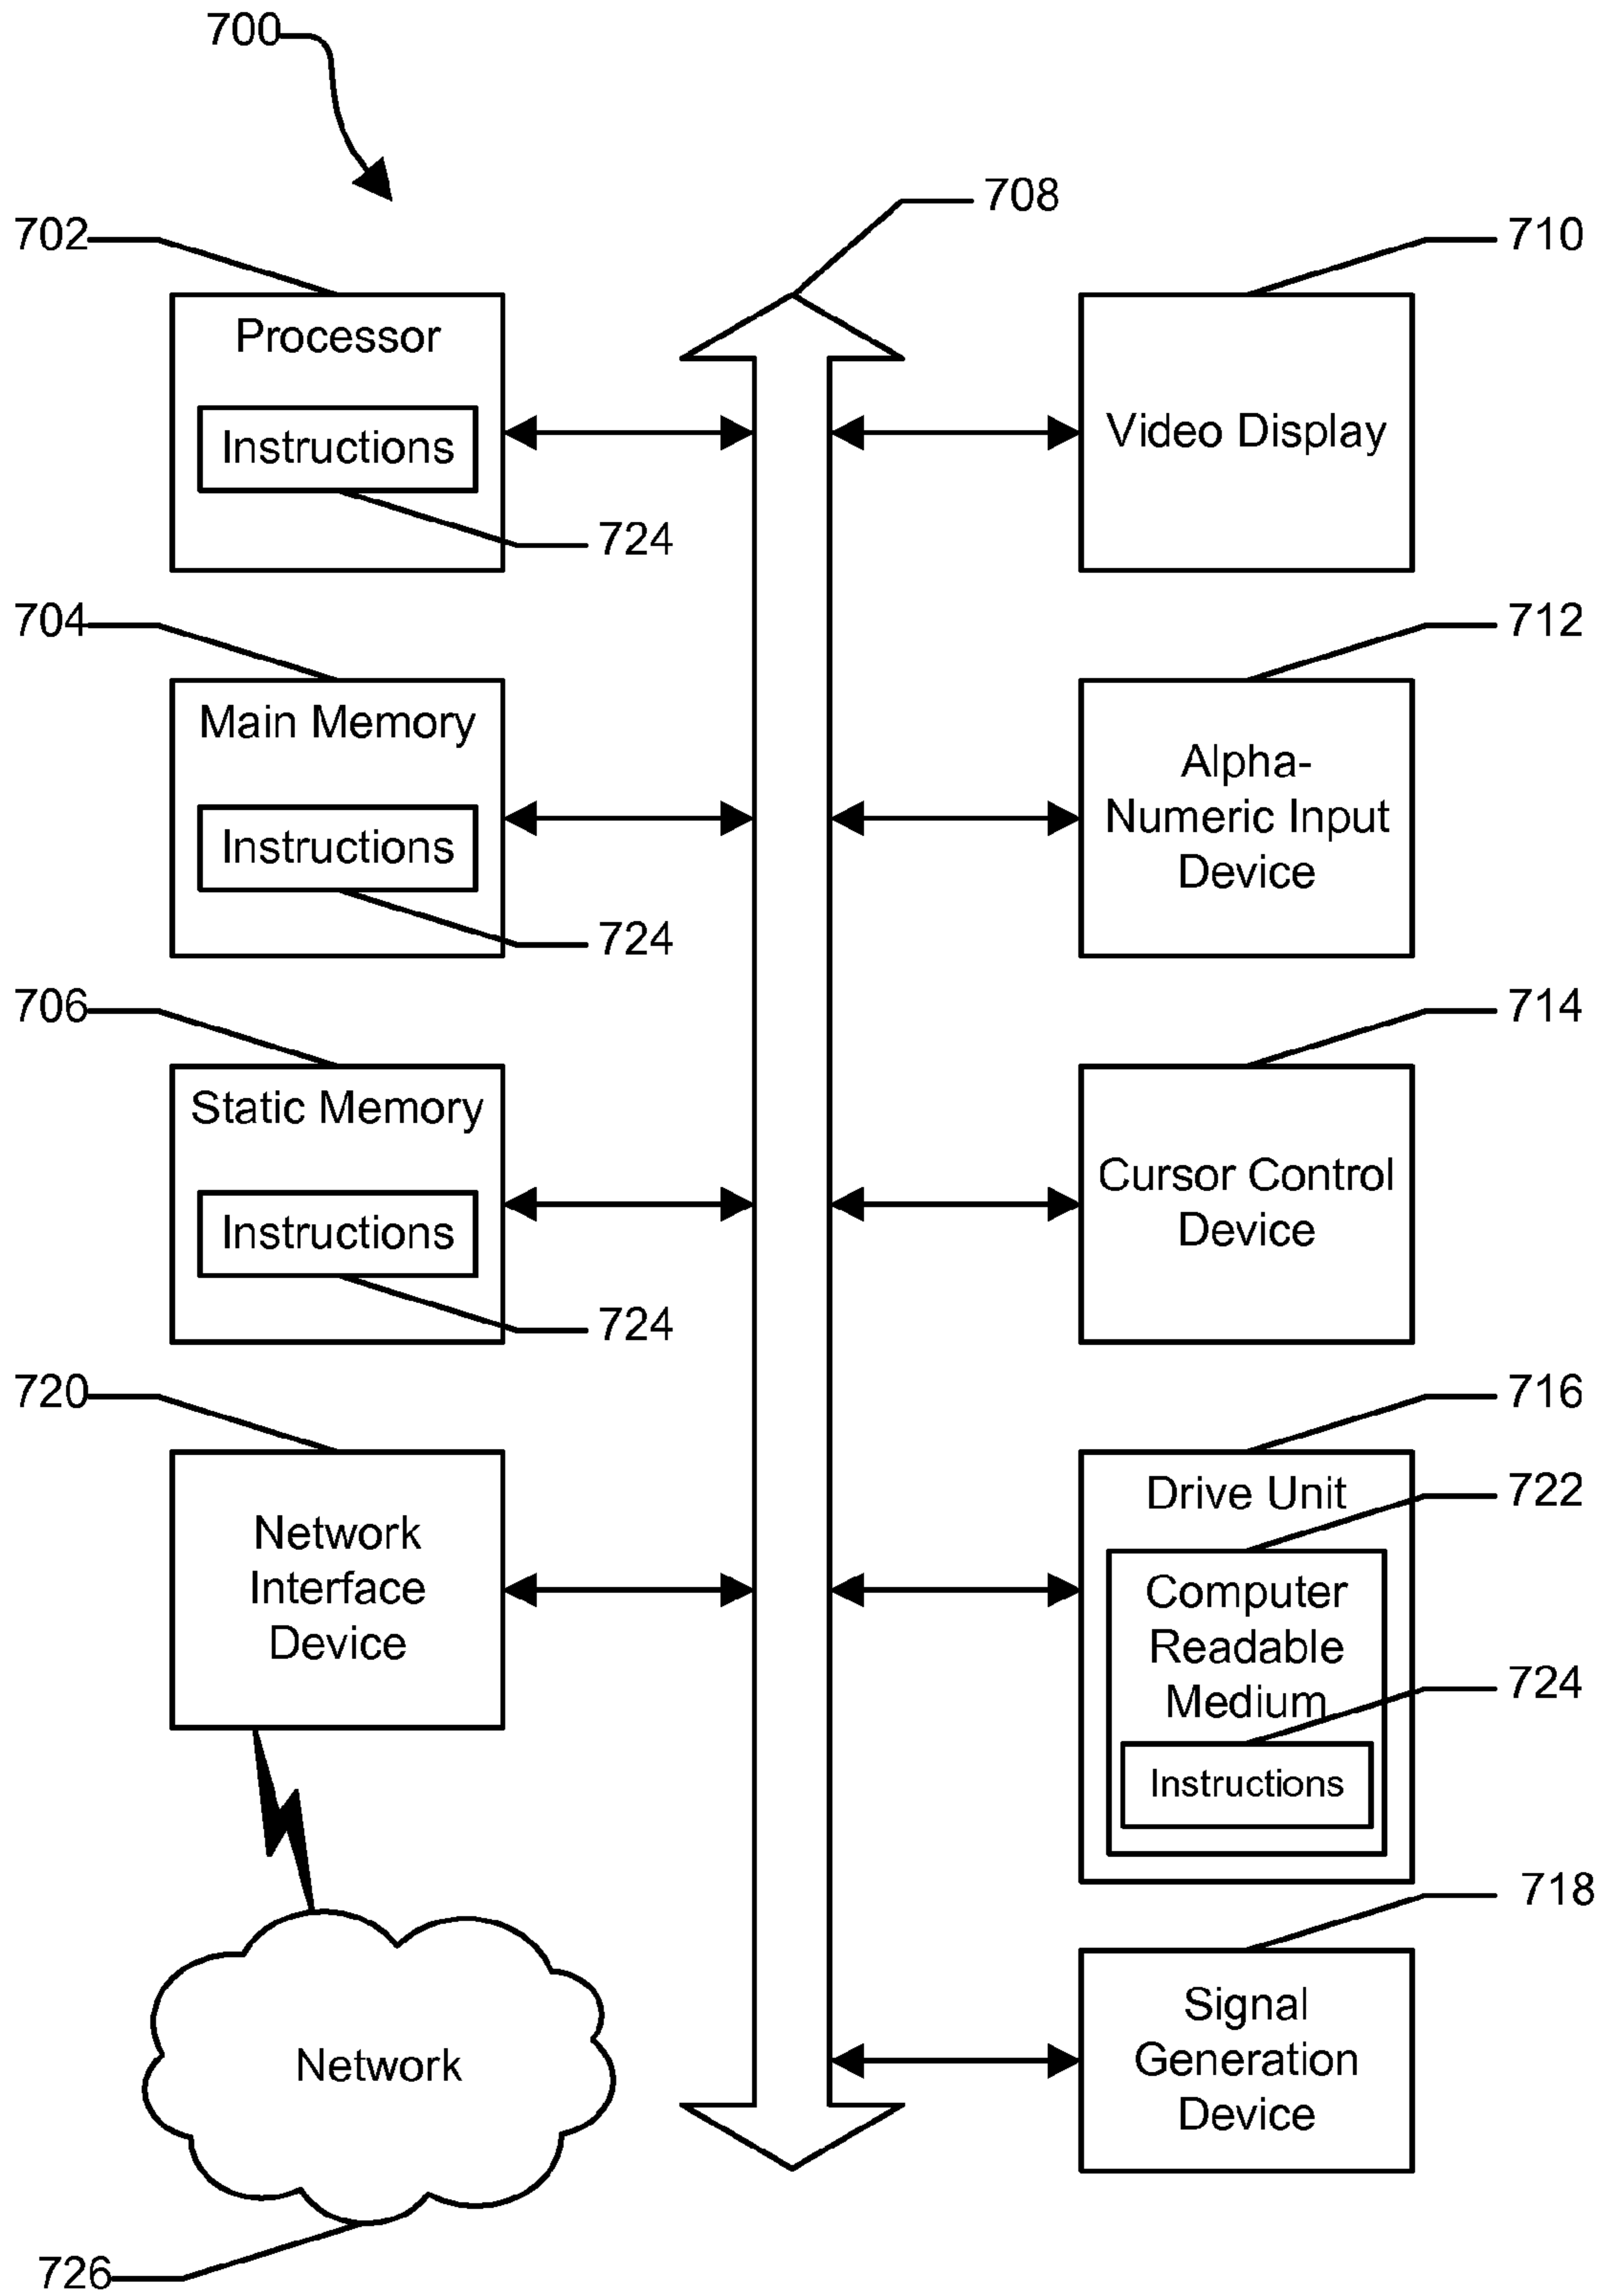 700
708
702
710
Processor
Instructions
Video Display
724
704
712
Main Memory
Instructions
Alpha-
Numeric Input
Device
724
706
714
Static Memory
Instructions
Cursor Control
Device
724
720
716
Network
Interface
Device
Drive Unit
722
Computer
Readable
Medium
724
Instructions
718
Signal
Generation
Device
Network
726